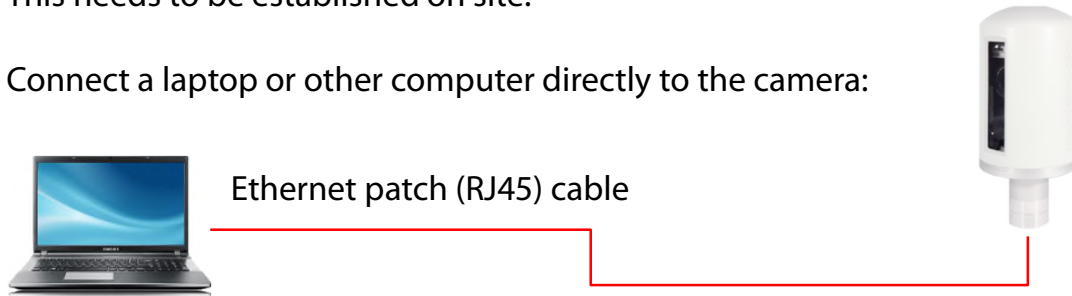 This needs to be established on site.
Connect a laptop or other computer directly to the camera:
Ethernet patch (RJ45) cable